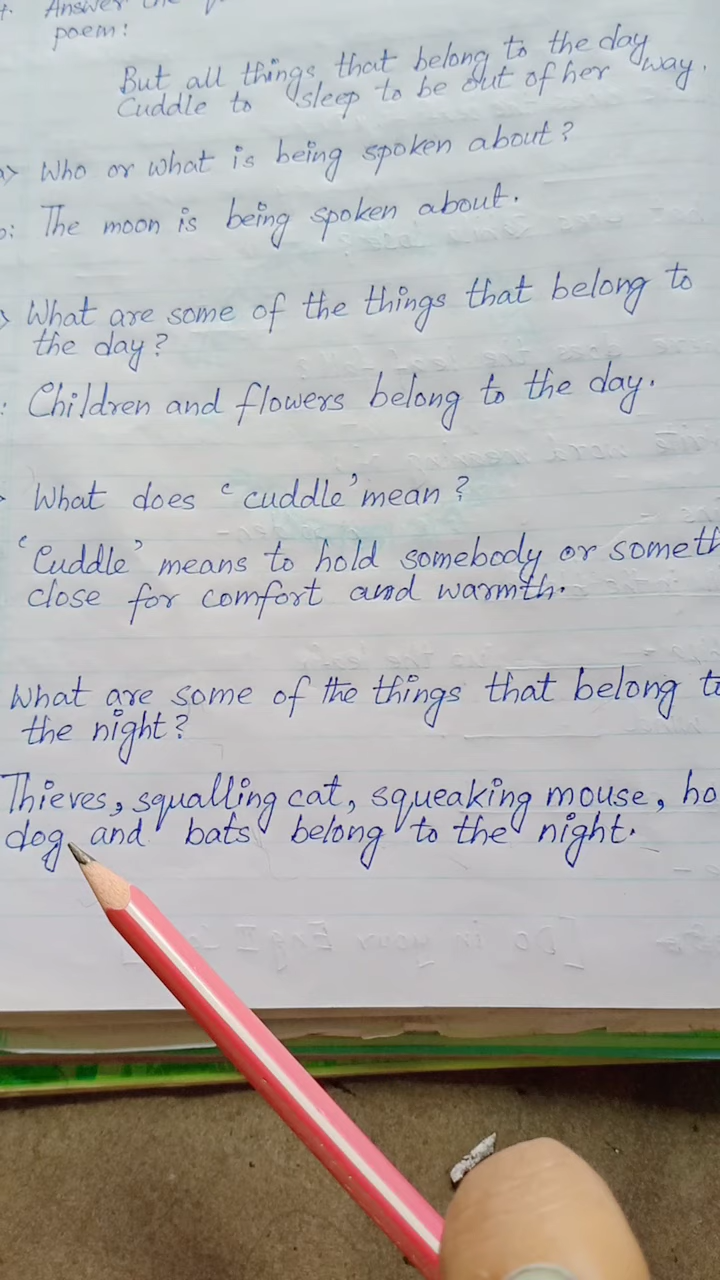 poem:
But all things that belong to the day
Cuddle to sleep to be out of her way.
Who or what is being spoken about?
The moon is being spoken about.
What are some of the things that belong to
the day?
Children and flowers belong to the day.
What does 'cuddle' mean?
'Cuddle' means to hold somebody or someth
close for comfort and warmth.
What are some of the things that belong to
the night?
Thieves, squalling cat, squeaking mouse, ho
dog and bats belong to the night.